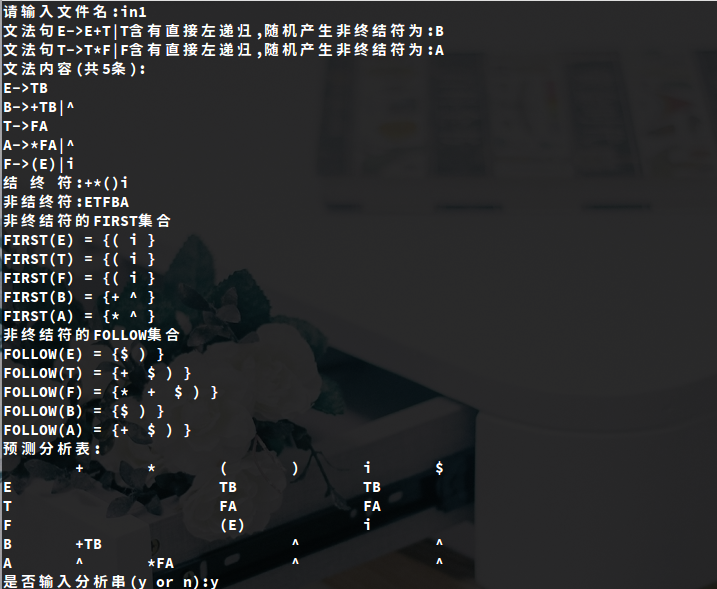 请输入文件名:in1
文法句E->E+T|T含有直接左递归,随机产生非终结符为:B
文法句T->T*F|F含有直接左递归,随机产生非终结符为:A
文法内容(共5条):
E->TB
B->+TB|^
T->FA
A->*FA|^
F->(E)|i
结 终 符:+*()i
非结终符:ETFBA
非终结符的FIRST集合
FIRST(E) = {( i }
FIRST(T) = {( i }
FIRST(F) = {( i }
FIRST(B) = {+ ^ }
FIRST(A) = {* ^ }
非终结符的FOLLOW集合
FOLLOW(E) = {$ ) }
FOLLOW(T) = {+  $ ) }
FOLLOW(F) = {*  +  $ ) }
FOLLOW(B) = {$ ) }
FOLLOW(A) = {+  $ ) }
预测分析表:
        +       *       (       )       i       $
E                       TB              TB
T                       FA              FA
F                       (E)             i
B       +TB                     ^               ^
A       ^       *FA             ^               ^
是否输入分析串(y or n):y